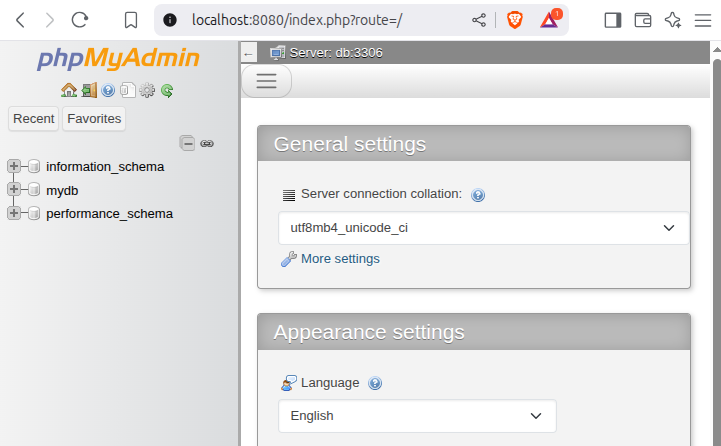 localhost:8080/index.php?route=/
1
phpMyAdmin
Recent
Favorites
information_schema
mydb
performance_schema
← Server: db:3306
General settings
Server connection collation:
utf8mb4_unicode_ci
More settings
Appearance settings
Language
English